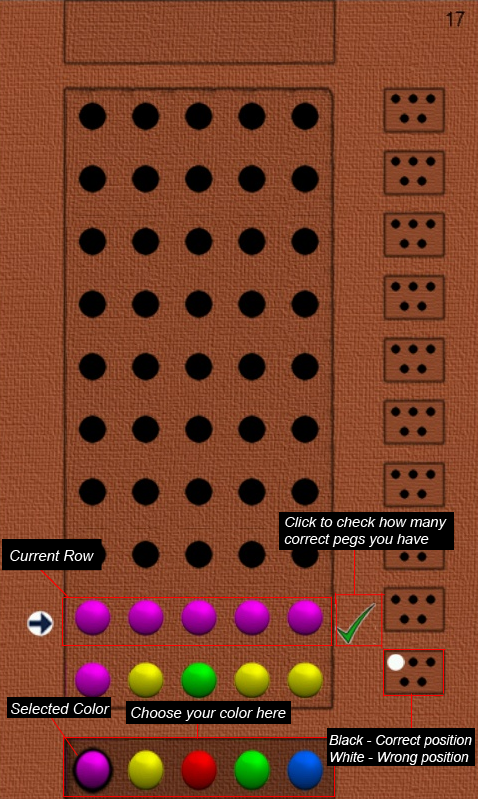 17
Click to check how many
correct pegs you have
Current Row
Selected Color
Choose your color here
Black - Correct position
White - Wrong position